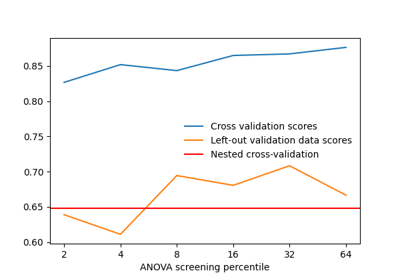 0.85
0.80
0.75
0.70
0.65
0.60
Cross validation scores
Left-out validation data scores
Nested cross-validation
2 4 8 16 32 64
ANOVA screening percentile